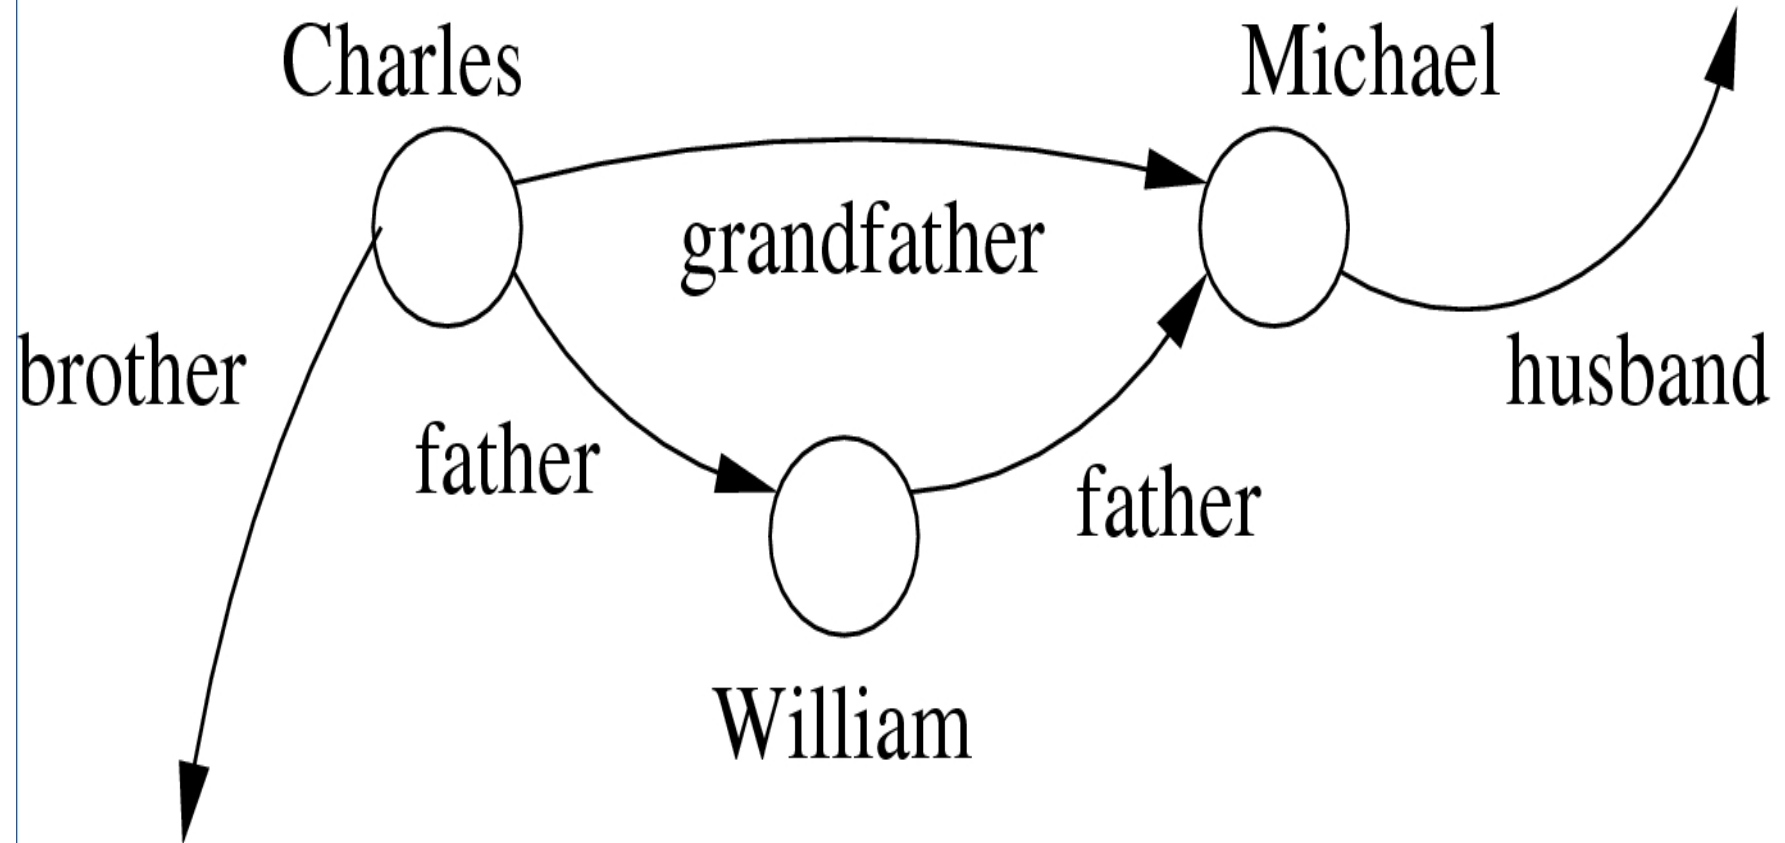 Charles
Michael
grandfather
brother
husband
father
father
William